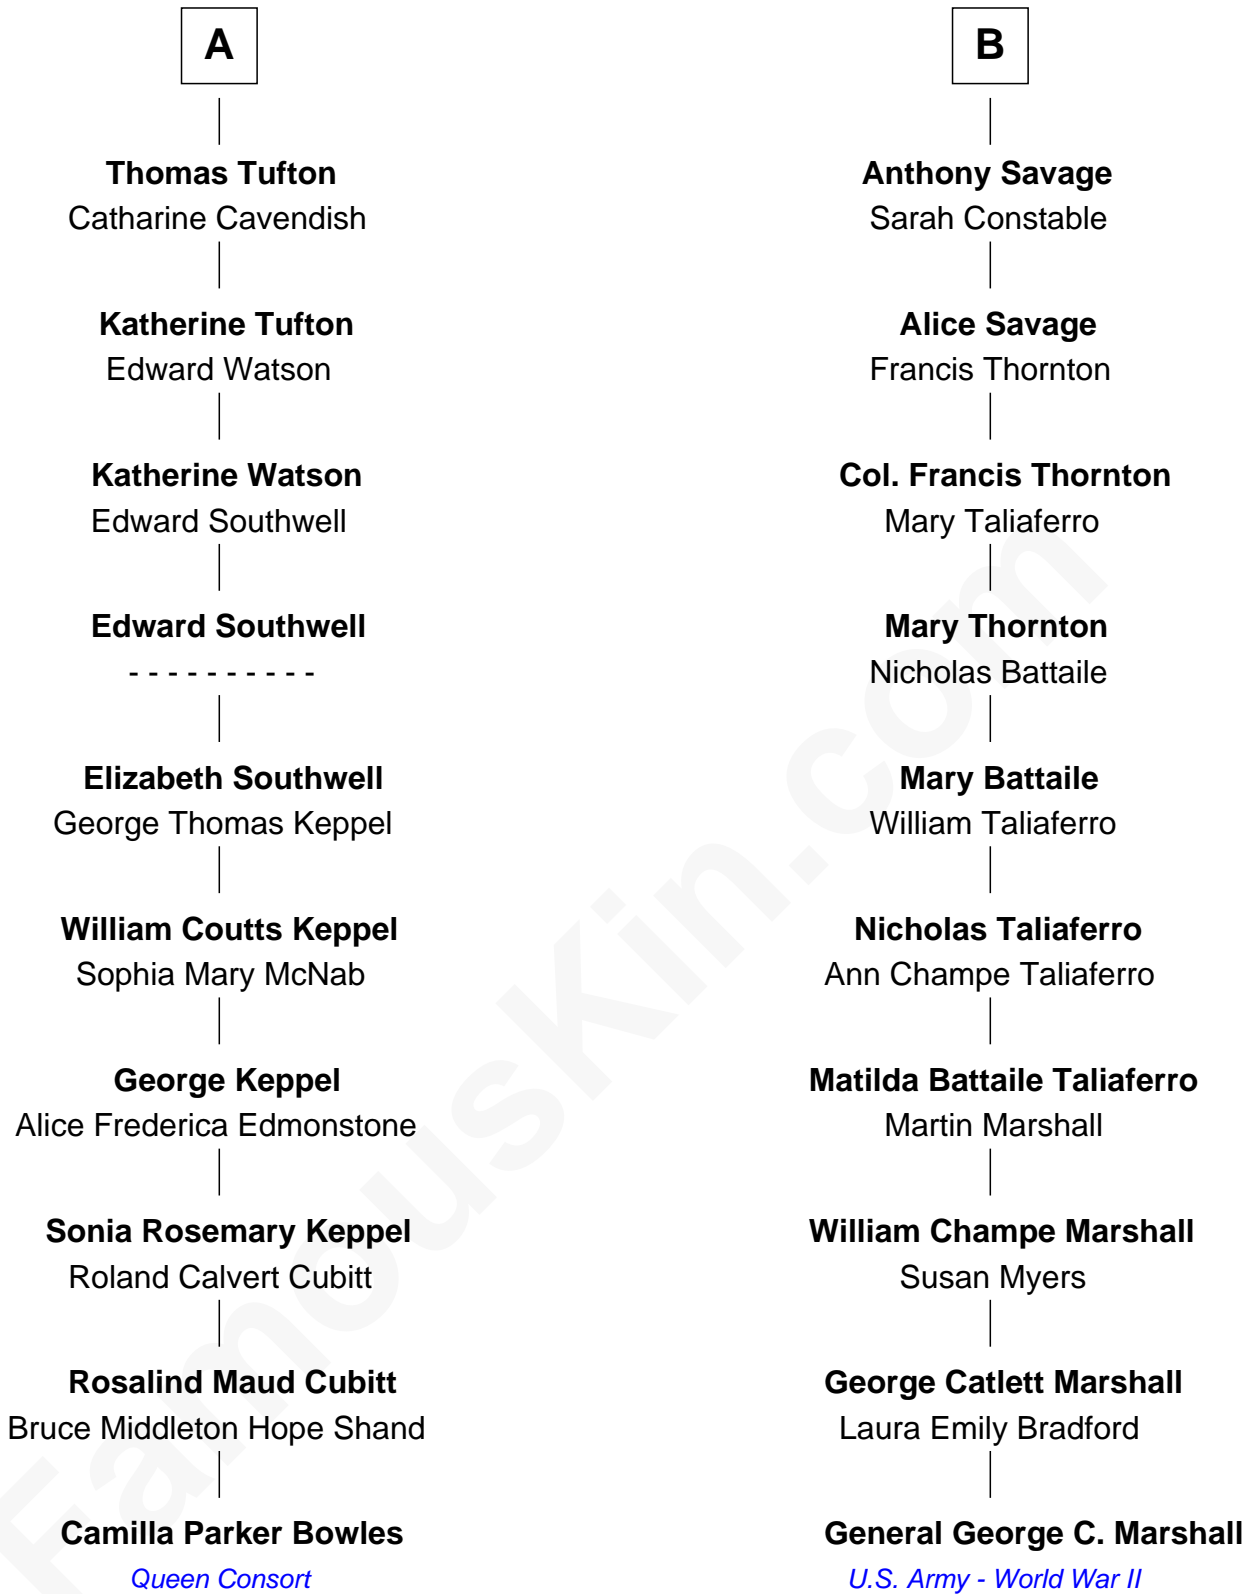 A
Thomas Tufton
Catharine Cavendish
Katherine Tufton
Edward Watson
Katherine Watson
Edward Southwell
Edward Southwell
- - - - - - - - - -
Elizabeth Southwell
George Thomas Keppel
William Coutts Keppel
Sophia Mary McNab
George Keppel
Alice Frederica Edmonstone
Sonia Rosemary Keppel
Roland Calvert Cubitt
Rosalind Maud Cubitt
Bruce Middleton Hope Shand
Camilla Parker Bowles
Queen Consort
B
Anthony Savage
Sarah Constable
Alice Savage
Francis Thornton
Col. Francis Thornton
Mary Taliaferro
Mary Thornton
Nicholas Battaile
Mary Battaile
William Taliaferro
Nicholas Taliaferro
Ann Champe Taliaferro
Matilda Battaile Taliaferro
Martin Marshall
William Champe Marshall
Susan Myers
George Catlett Marshall
Laura Emily Bradford
General George C. Marshall
U.S. Army - World War II
FamousKin.com